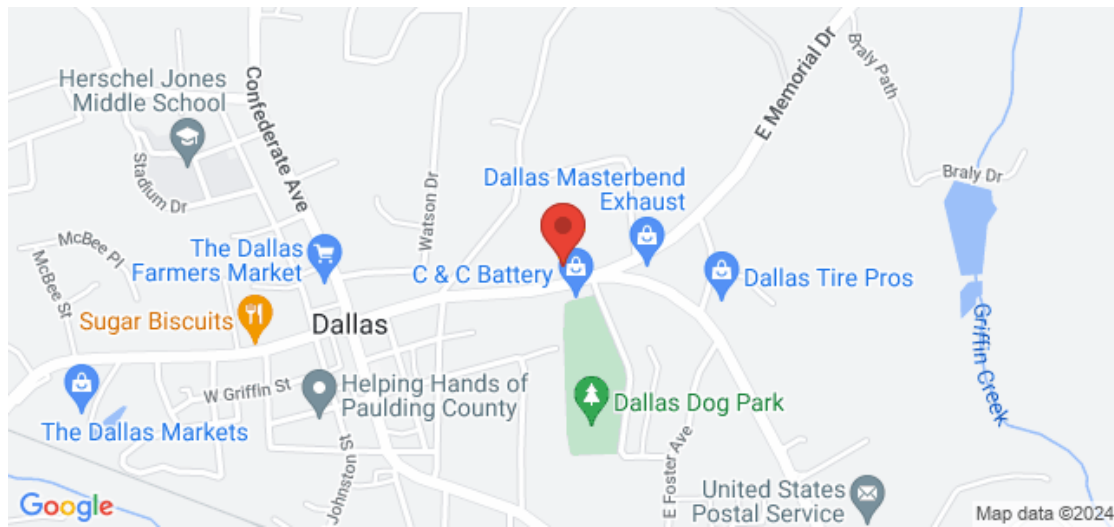 Herschel Jones
Middle School
Confederate Ave
E Memorial Dr
Braly Path
Stadium Dr
Watson Dr
Braly Dr
Dallas Masterbend
Exhaust
McBee Pl
McBee St
The Dallas
Farmers Market
C & C Battery
Dallas Tire Pros
Sugar Biscuits
Dallas
Griffin Creek
W Griffin St
Helping Hands of
Paulding County
Dallas Dog Park
The Dallas Markets
Johnston St
E Foster Ave
United States
Postal Service
Google
Map data ©2024